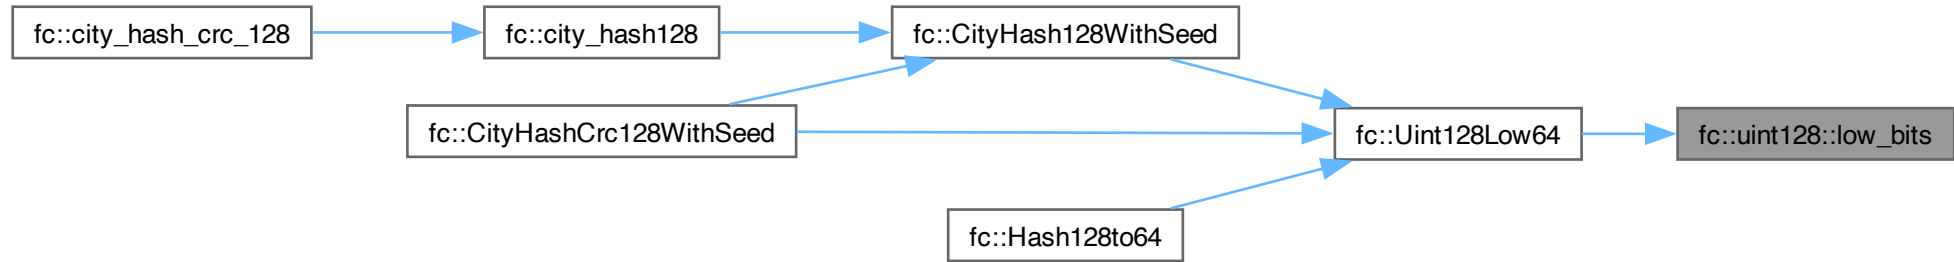 fc::city_hash_crc_128
fc::city_hash128
fc::CityHash128WithSeed
fc::CityHashCrc128WithSeed
fc::Uint128Low64
fc::uint128::low_bits
fc::Hash128to64